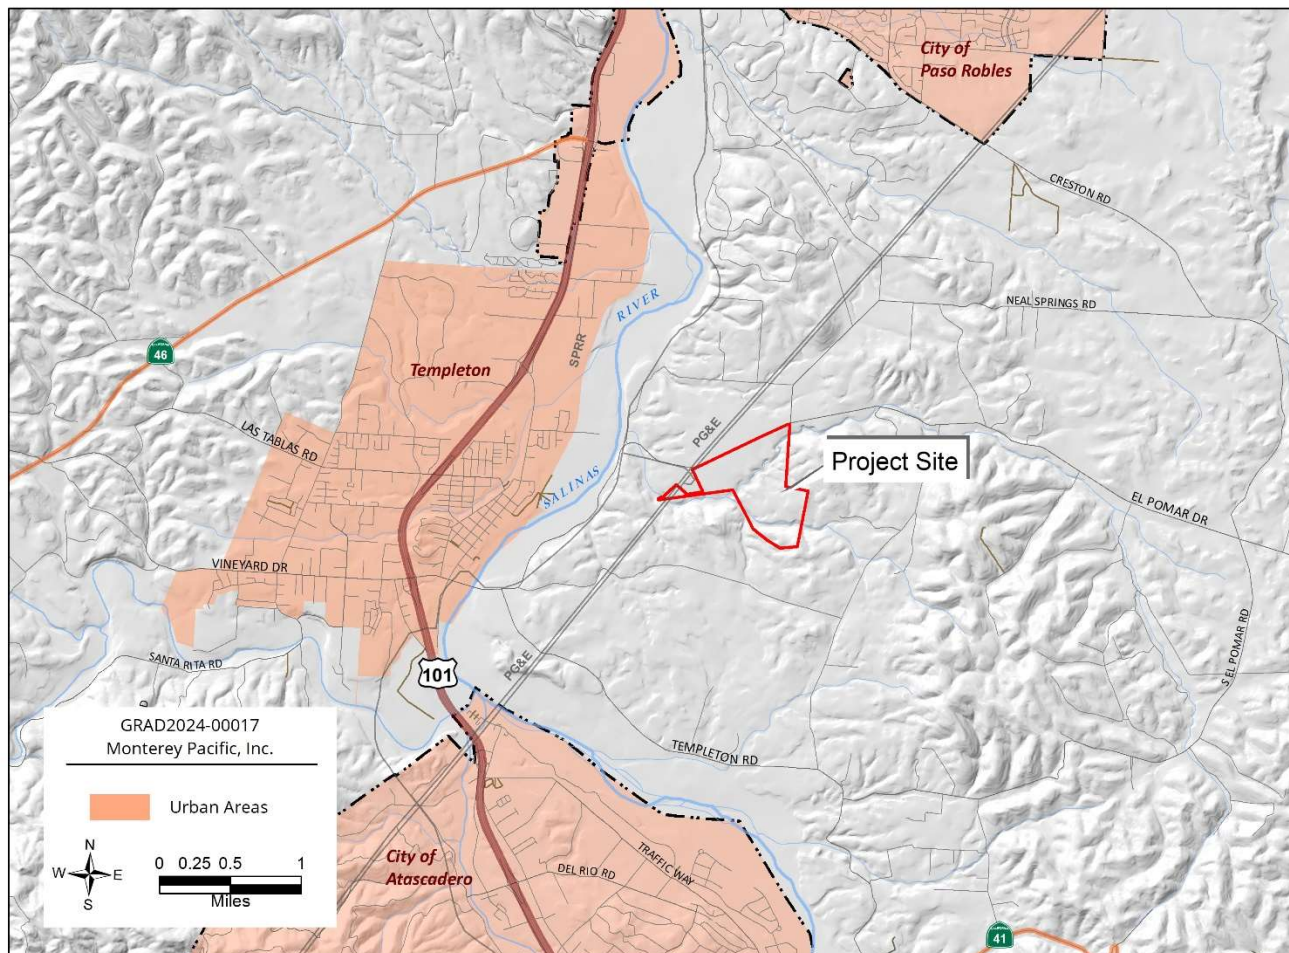 City of
Paso Robles
CRESTON RD
NEAL SPRINGS RD
RIVER
SPRR
46
Templeton
LAS TABLAS RD
PG&E
Project Site
SALINAS
EL POMAR DR
VINEYARD DR
SANTA RITA RD
S EL POMAR RD
PG&E
101
D
TEMPLETON RD
GRAD2024-00017
Monterey Pacific, Inc.
Urban Areas
N
W E
S
0 0.25 0.5 1
Miles
City of
Atascadero
DEL RIO RD
TRAFFIC WAY
41